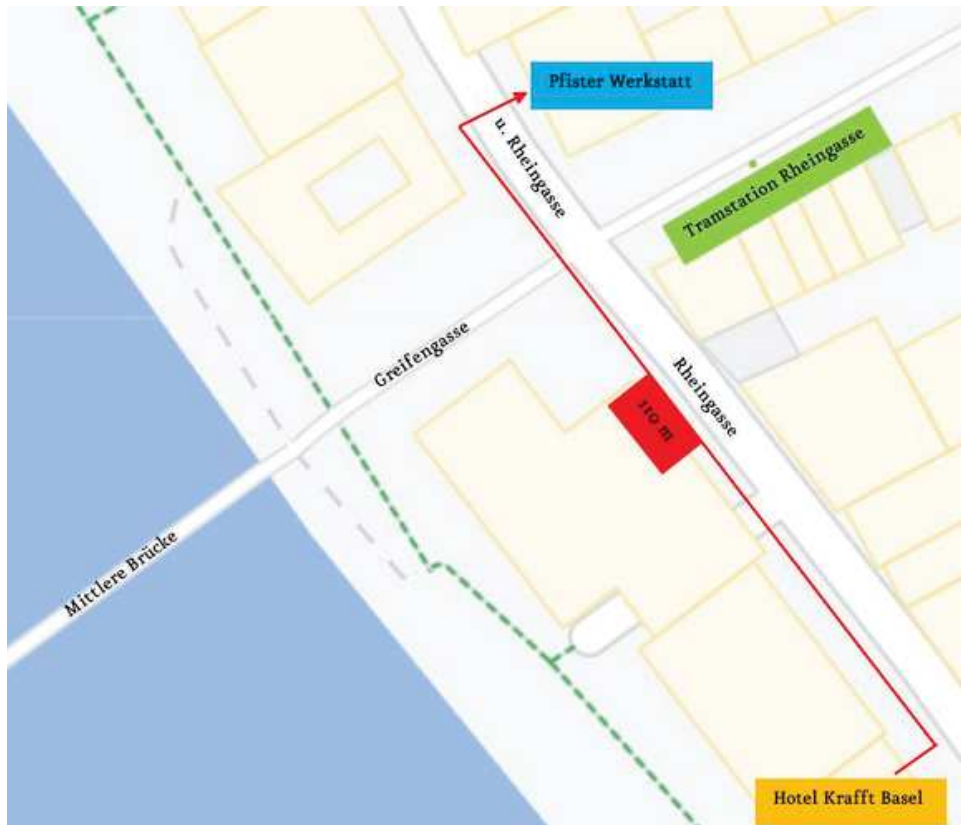 Pfister Werkstatt
u. Rheingasse
Tramstation Rheingasse
Greifengasse
Rheingasse
110 m
Mittlere Brücke
Hotel Krafft Basel